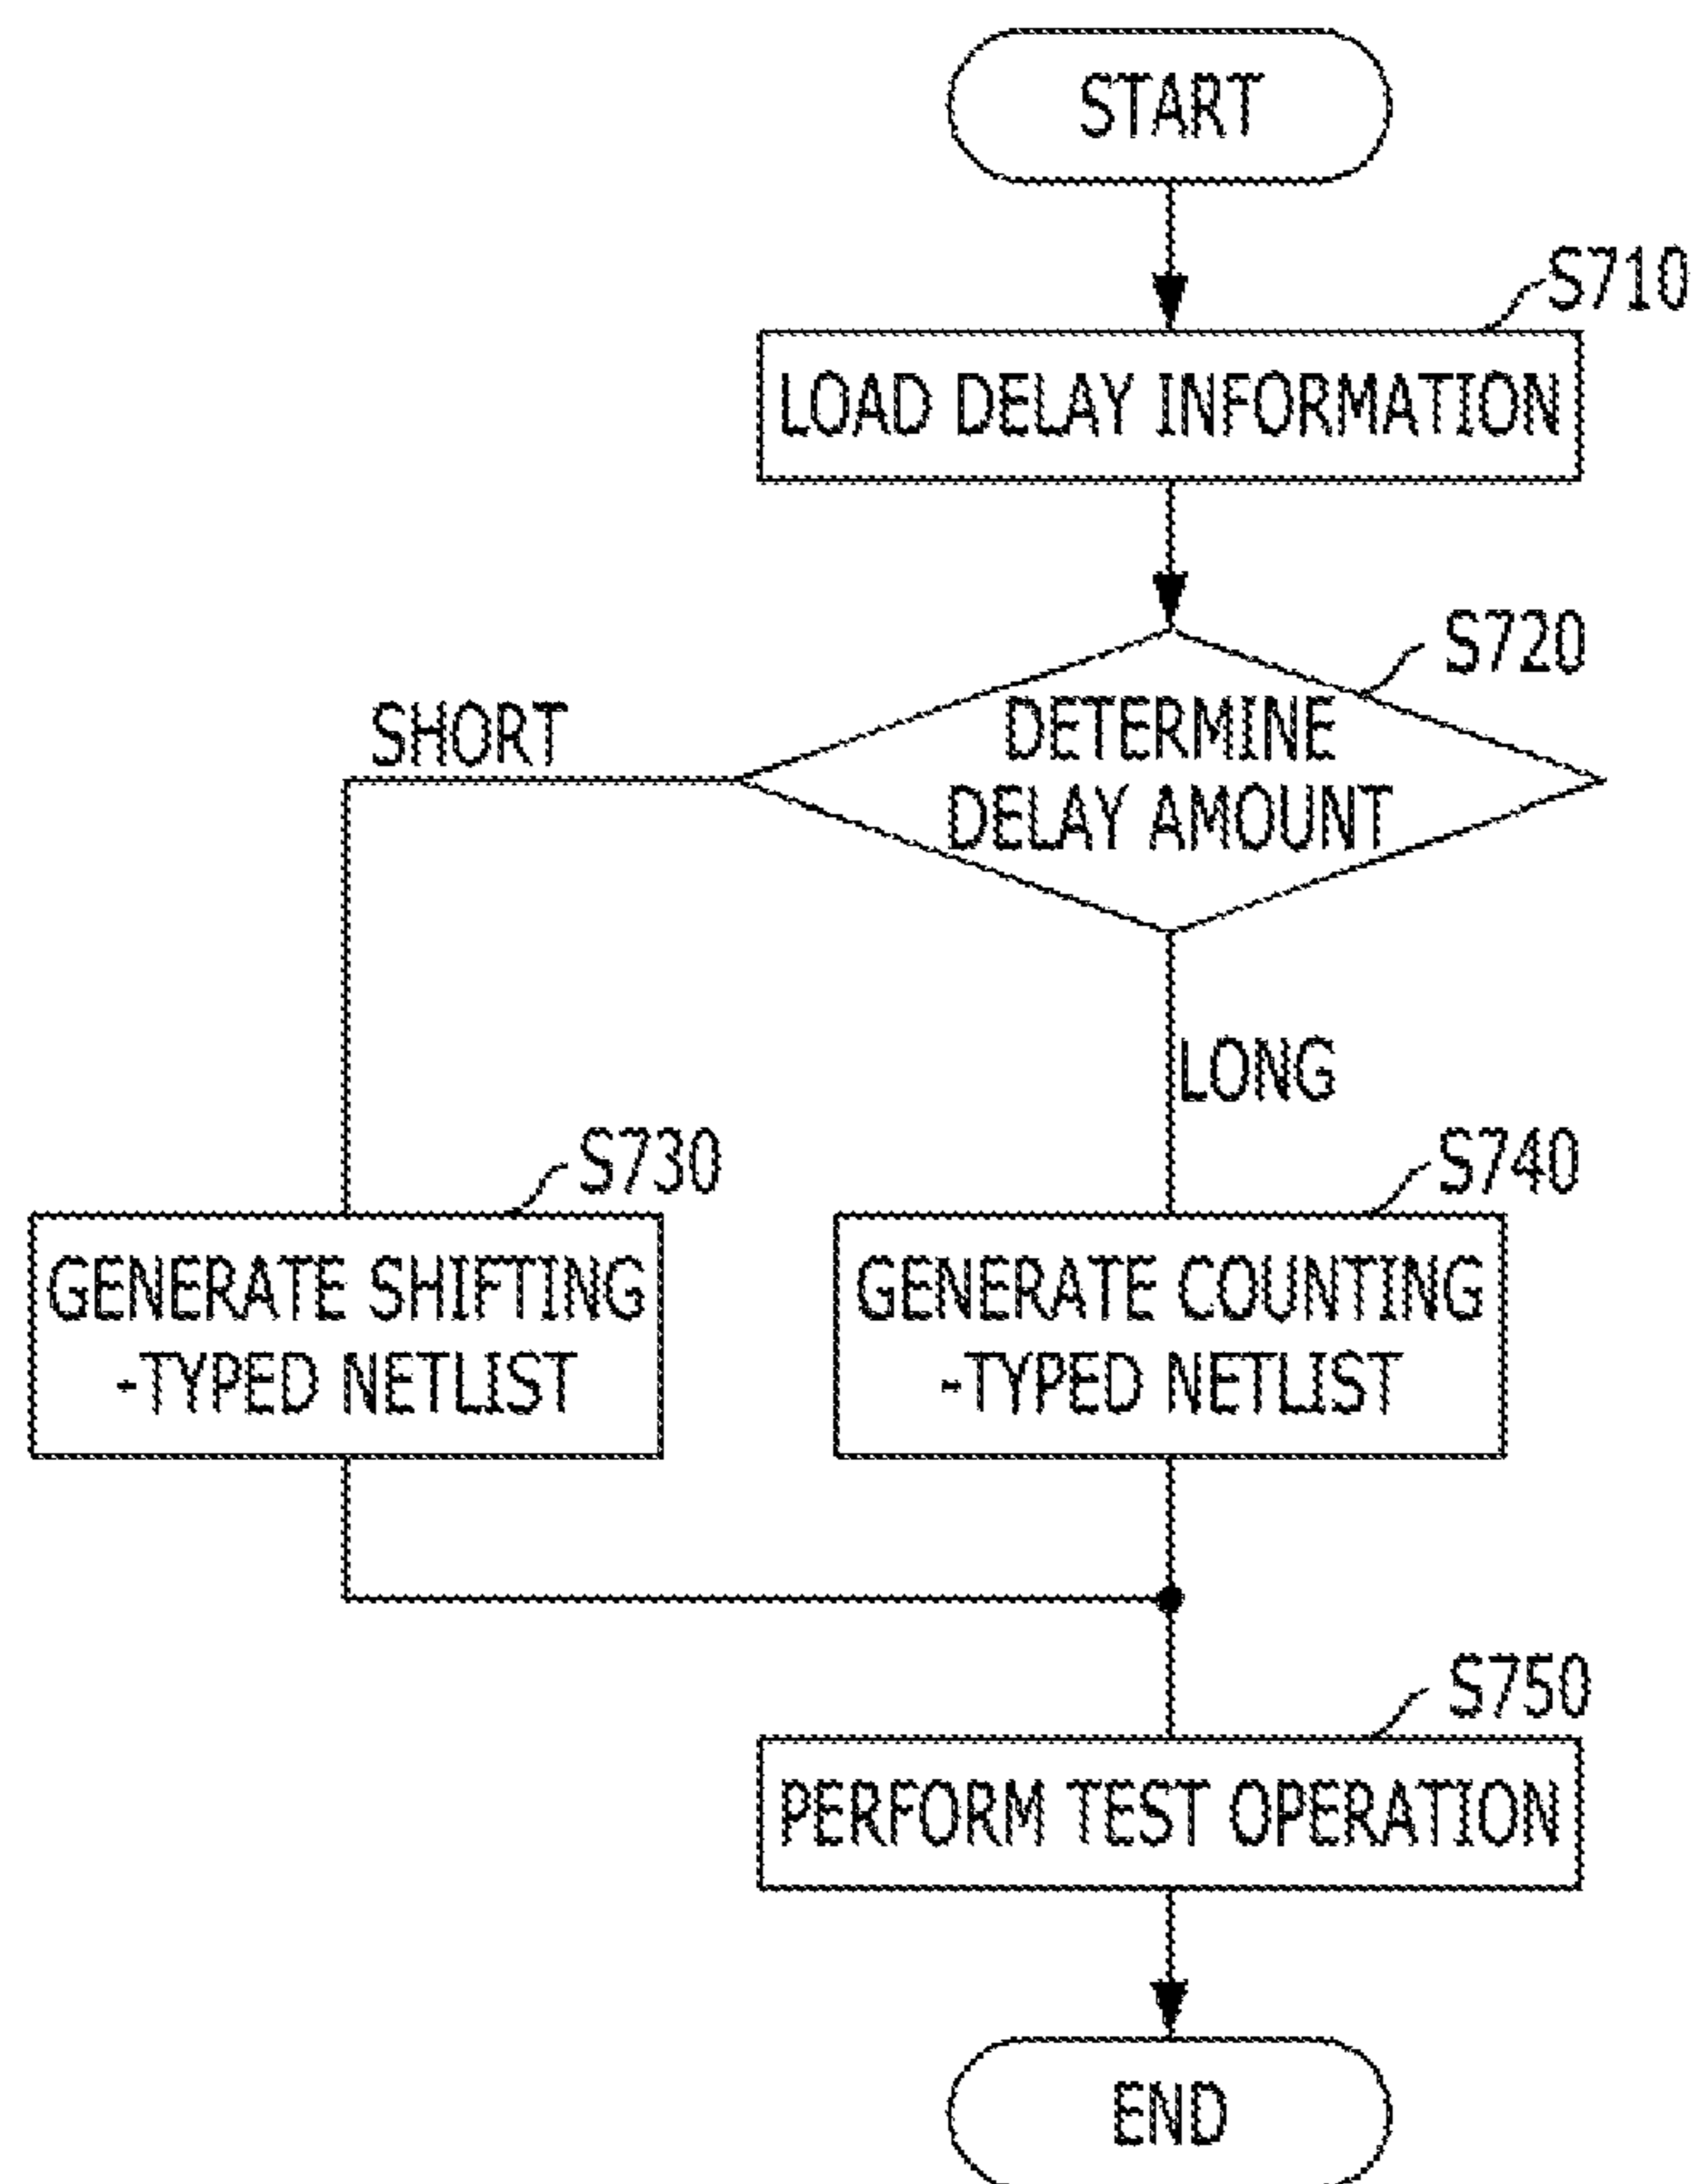 START
S710
LOAD DELAY INFORMATION
S720
SHORT
DETERMINE
DELAY AMOUNT
LONG
S730
S740
GENERATE SHIFTING
-TYPED NETLIST
GENERATE COUNTING
-TYPED NETLIST
S750
PERFORM TEST OPERATION
END